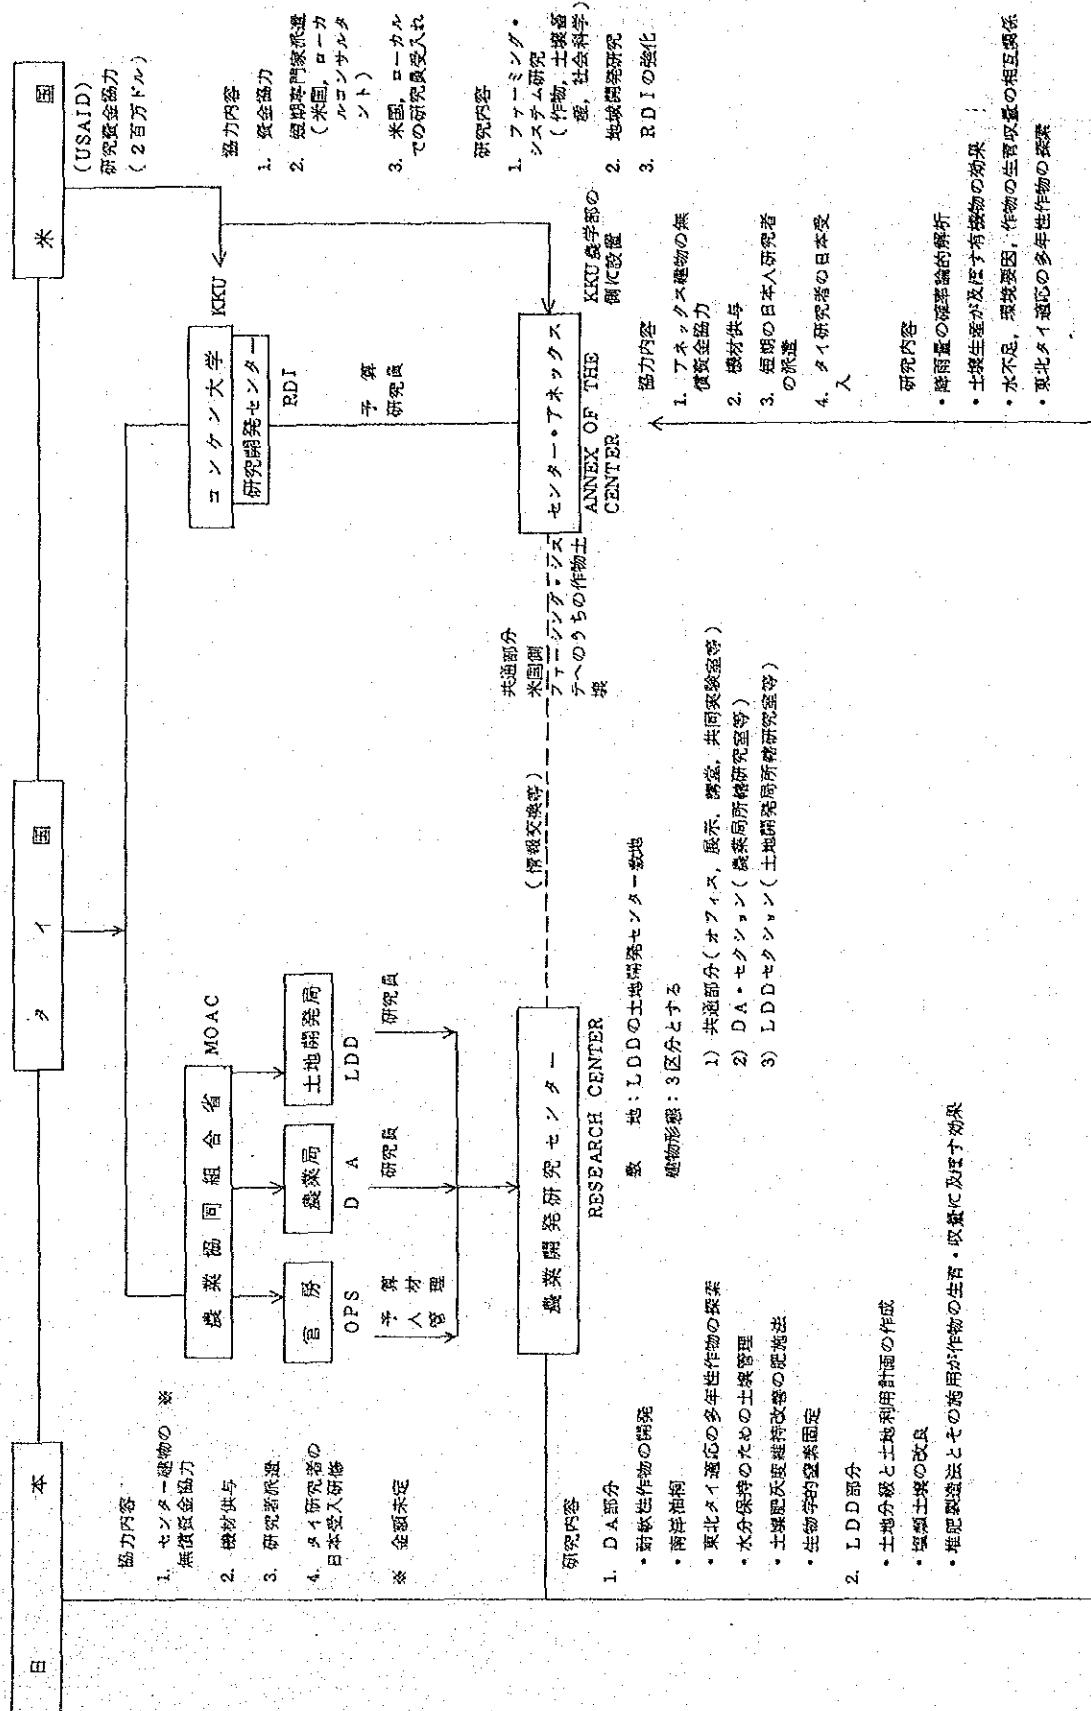 日本
タイ国
米国
(USAID)
研究資金協力
(2百万ドル)
協力内容
1. センター建物の ※
無償資金協力
2. 機材供与
3. 研究者派遣
4. タイ研究者の
日本受入研修
※ 金額未定
農業協同組合省
MOAC
官房
OPS
農業局
D A
土地開発局
LDD
予算
人材
管理
研究員
研究員
コンケン大学
KKU
研究開発センター
RDI
予算
研究員
協力内容
1. 資金協力
2. 短期専門家派遣
(米国,ローカ
ルコンサルタ
ント)
3. 米国,ローカル
での研究員受入れ
研究内容
1. ファーミング・
システム研究
(作物,土壌畜
産,社会科学)
2. 地域開発研究
3. RDIの強化
農業開発研究センター
RESEARCH CENTER
(情報交換等)
共通部分
米国側
ファーミング・シス
テヘのうちの作物土
壌
センター・アネックス
ANNEX OF THE
CENTER
KKU農学部の
側に設置
敷 地:LDDの土地開発センター敷地
建物形態:3区分とする
1) 共通部分(オフィス,展示,講堂,共同実験室等)
2) DA・セクション(農業局所轄研究室等)
3) LDDセクション(土地開発局所轄研究室等)
協力内容
1. アネックス建物の無
償資金協力
2. 機材供与
3. 短期の日本人研究者
の派遣
4. タイ研究者の日本受
入
研究内容
1. DA部分
・耐乾性作物の開発
・南洋油桐
・東北タイ適応の多年性作物の探索
・水分保持のための土壌管理
・土壌肥灰度維持改善の肥施法
・生物学的窒素固定
2. LDD部分
・土地分級と土地利用計画の作成
・塩類土壌の改良
・堆肥製造法とその施用が作物の生育・収量に及ぼす効果
研究内容
・降雨量の確率論的解析
・土壌生産が及ぼす有機物の効果
・水不足,環境要因,作物の生育収量の相互関係
・東北タイ適応の多年性作物の探索